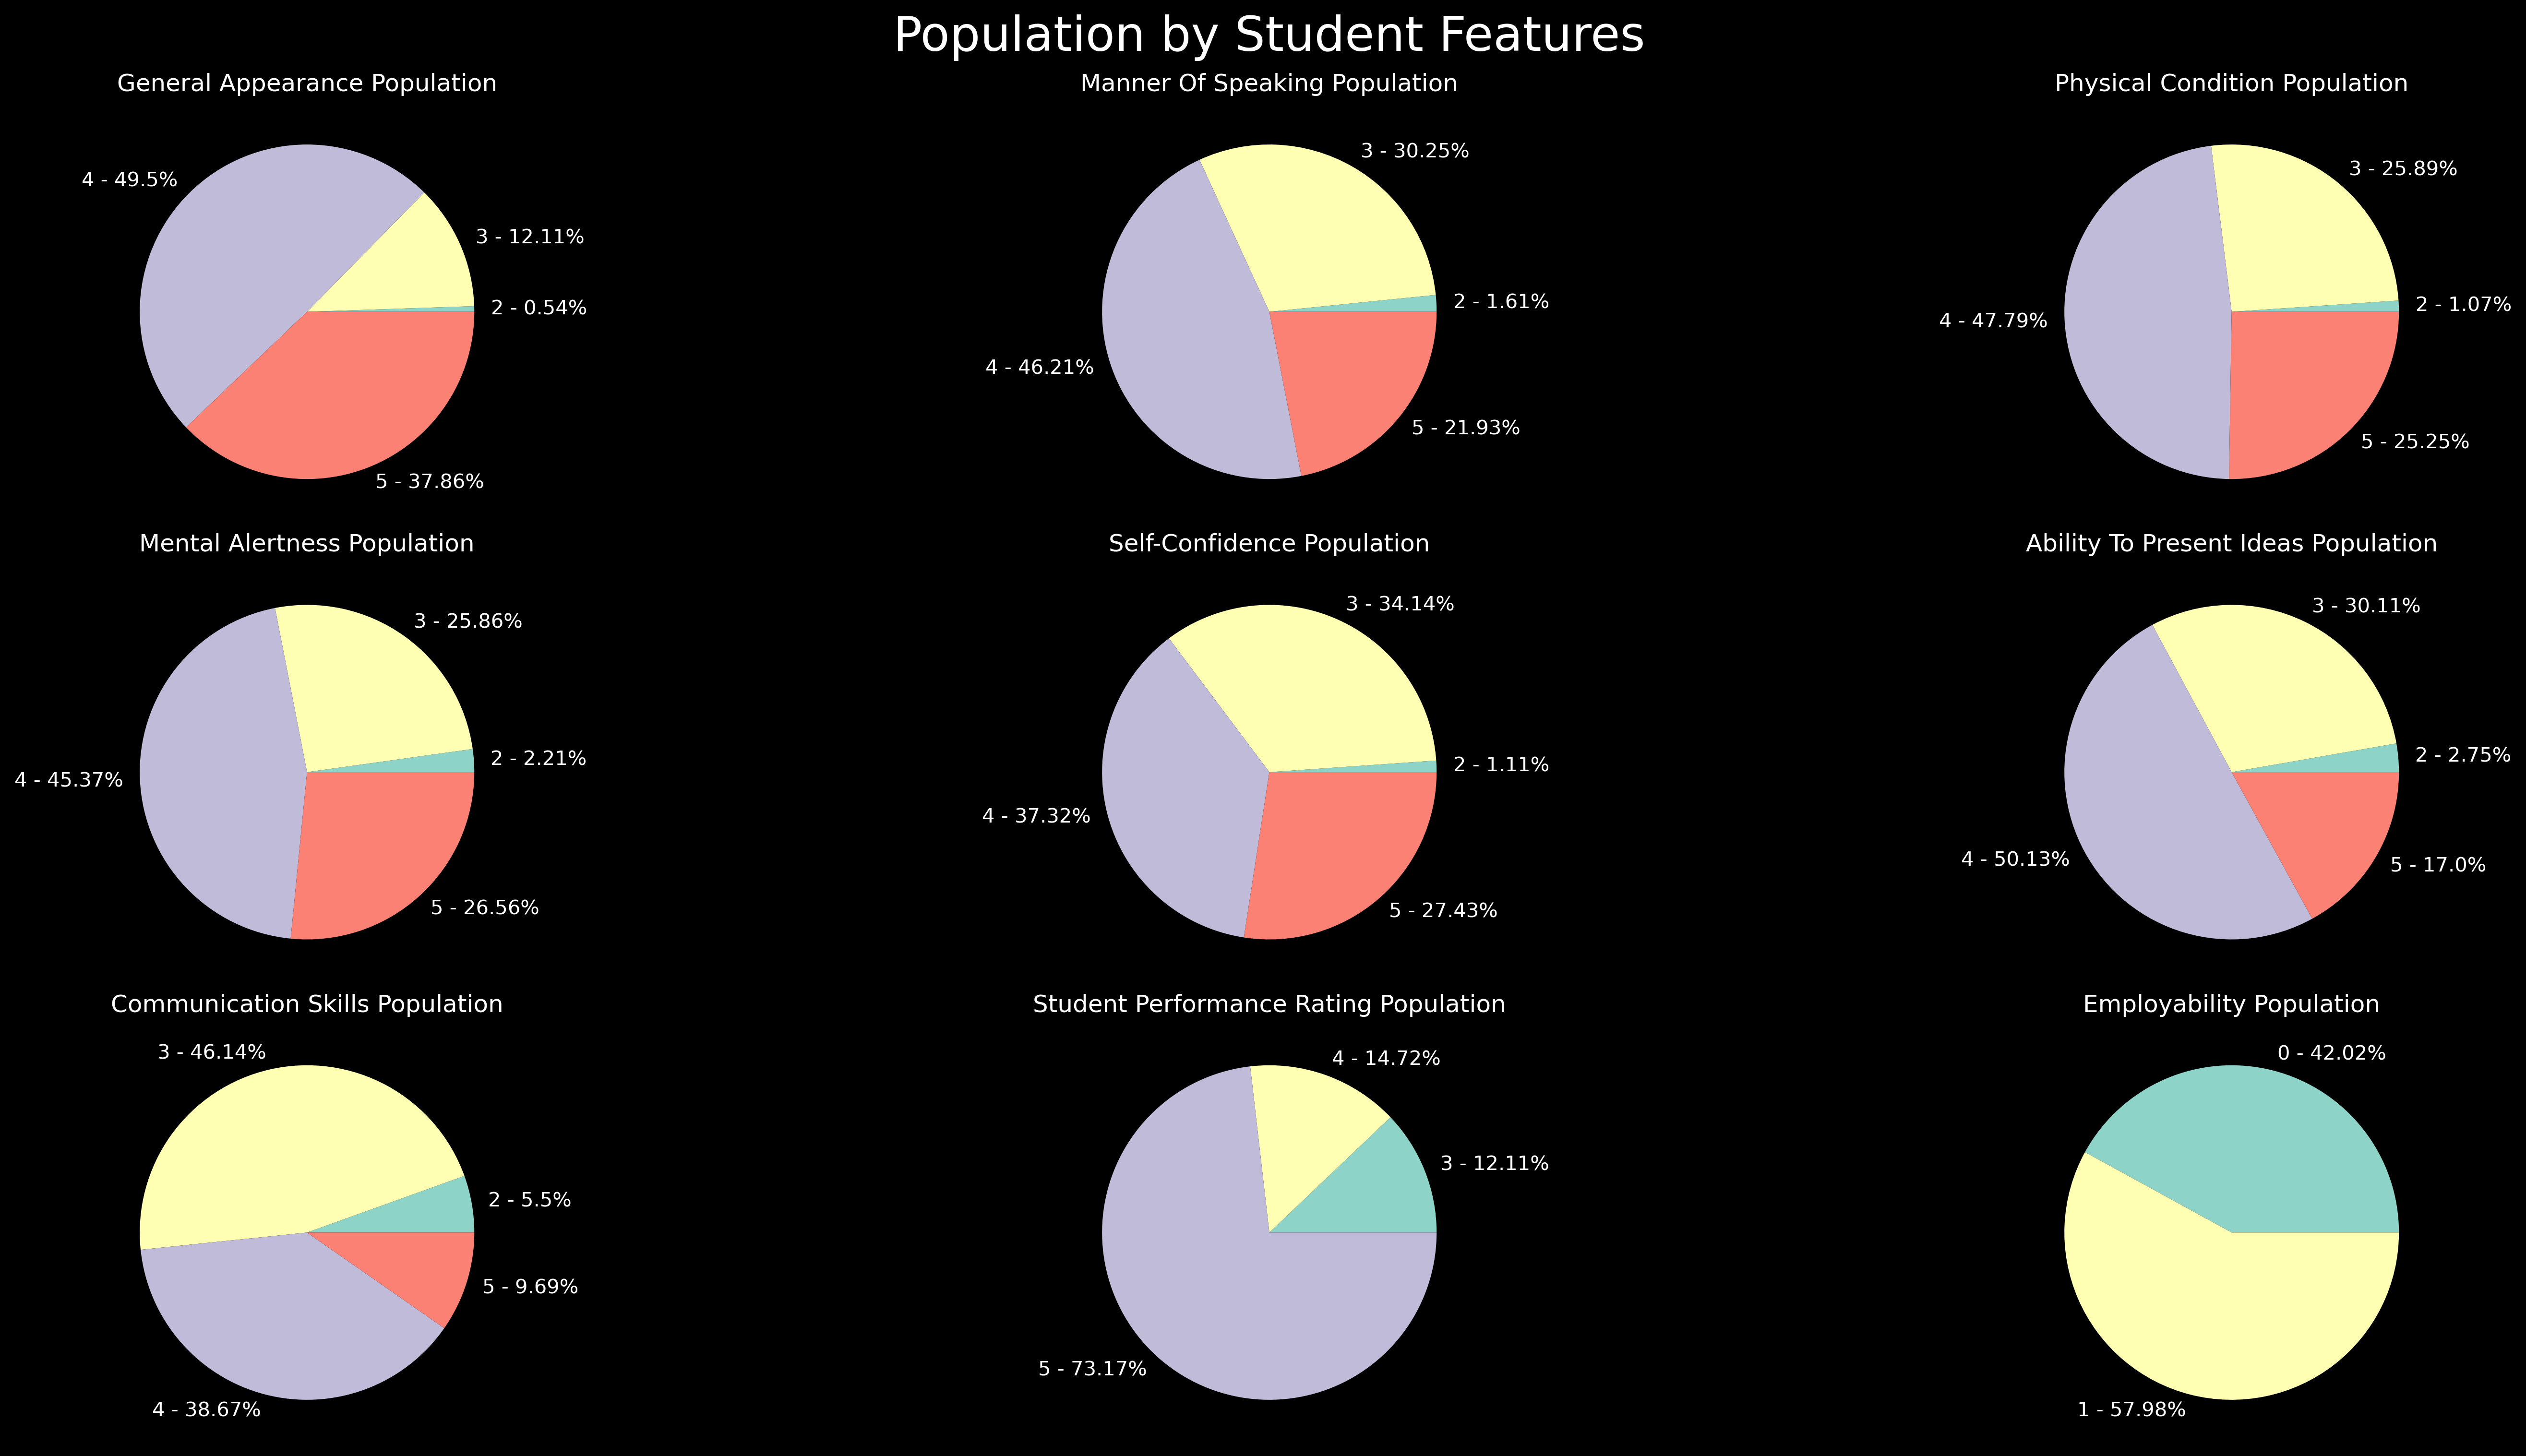 Population by Student Features
General Appearance Population
4 - 49.5%
3 - 12.11%
2 - 0.54%
5 - 37.86%
Manner Of Speaking Population
3 - 30.25%
2 - 1.61%
4 - 46.21%
5 - 21.93%
Physical Condition Population
3 - 25.89%
2 - 1.07%
4 - 47.79%
5 - 25.25%
Mental Alertness Population
3 - 25.86%
2 - 2.21%
4 - 45.37%
5 - 26.56%
Self-Confidence Population
3 - 34.14%
2 - 1.11%
4 - 37.32%
5 - 27.43%
Ability To Present Ideas Population
3 - 30.11%
2 - 2.75%
4 - 50.13%
5 - 17.0%
Communication Skills Population
3 - 46.14%
2 - 5.5%
5 - 9.69%
4 - 38.67%
Student Performance Rating Population
4 - 14.72%
3 - 12.11%
5 - 73.17%
Employability Population
0 - 42.02%
1 - 57.98%